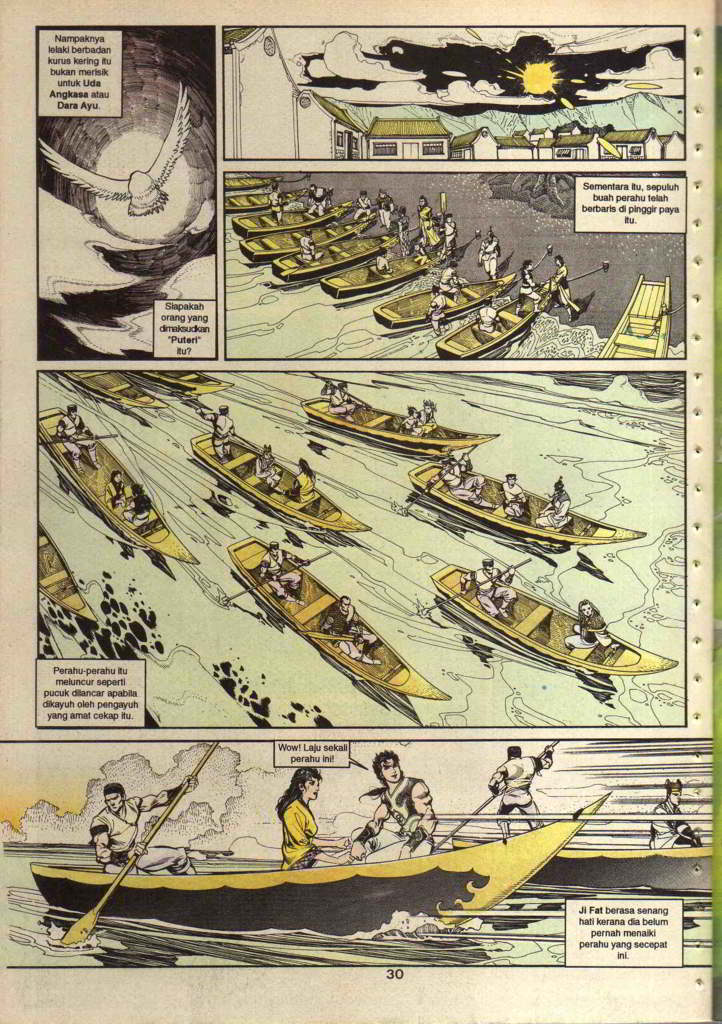 Nampaknya
lelaki berbadan
kurus kering itu
bukan merisik
untuk Uda
Angkasa atau
Dara Ayu.
Siapakah
orang yang
dimaksudkan
"Puteri"
itu?
Sementara itu, sepuluh
buah perahu telah
berbaris di pinggir paya
itu.
Perahu-perahu itu
meluncur seperti
pucuk dilancar apabila
dikayuh oleh pengayuh
yang amat cekap itu.
Wow! Laju sekali
perahu ini!
Ji Fat berasa senang
hati kerana dia belum
pernah menaiki
perahu yang secepat
ini.
30